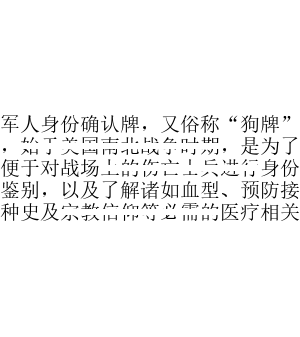 军人身份确认牌，又俗称“狗牌”
，始于美国南北战争时期，是为了
便于对战场上的伤亡士兵进行身份
鉴别，以及了解诸如血型、预防接
种史及宗教信仰等必需的医疗相关